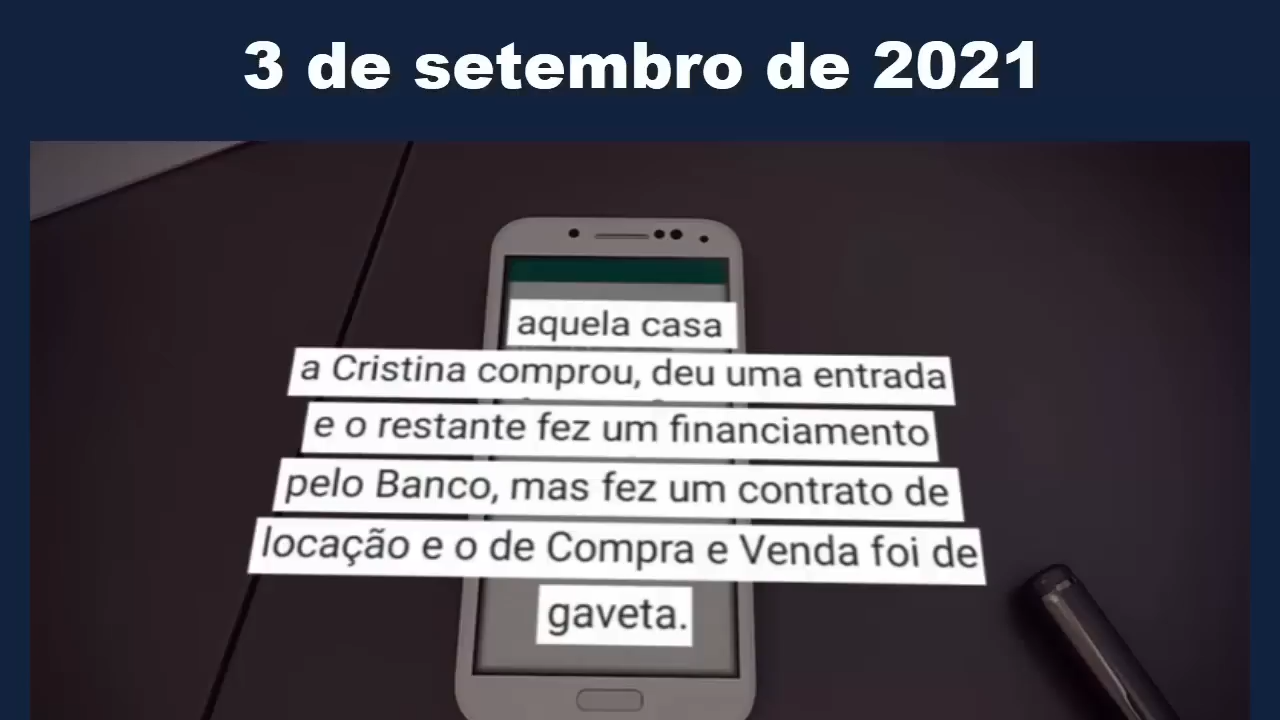 3 de setembro de 2021
aquela casa
a Cristina comprou, deu uma entrada
e o restante fez um financiamento
pelo Banco, mas fez um contrato de
locação e o de Compra e Venda foi de
gaveta.